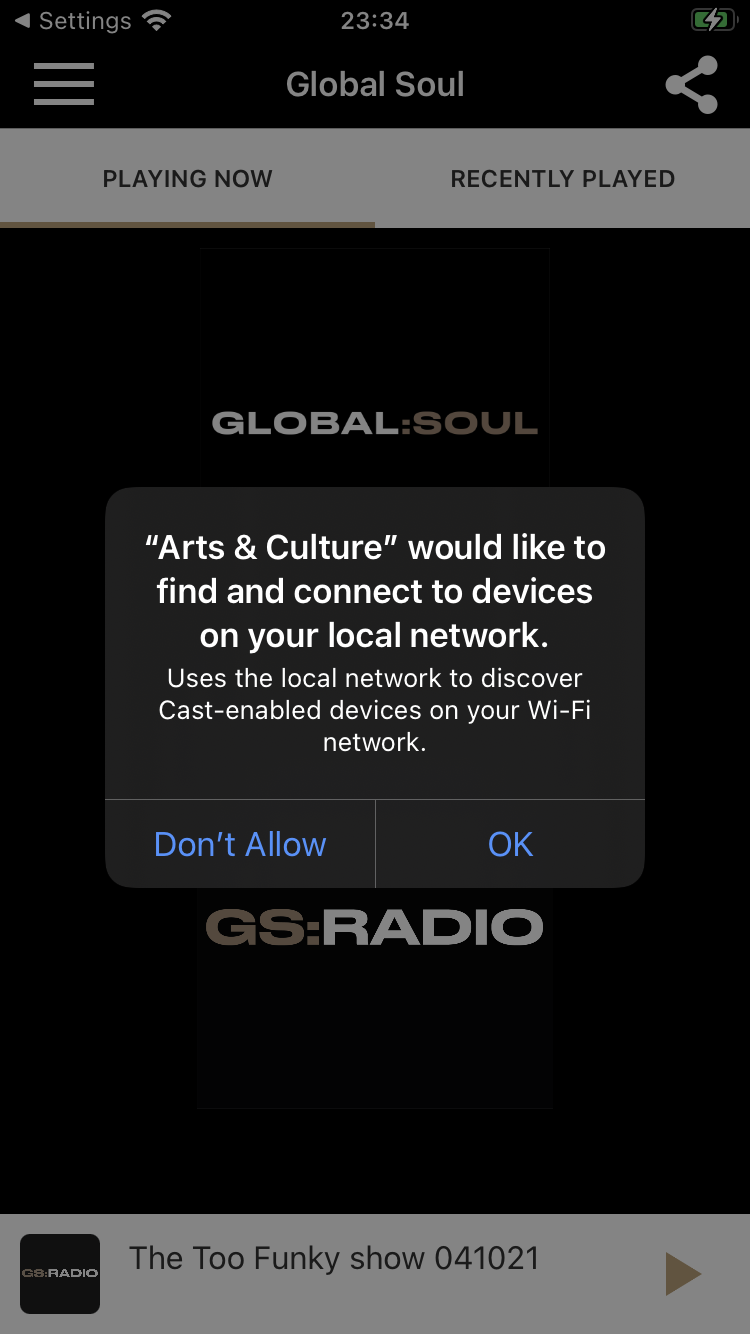 Settings 23:34
Global Soul
PLAYING NOW RECENTLY PLAYED
GLOBAL:SOUL
“Arts & Culture” would like to
find and connect to devices
on your local network.
Uses the local network to discover
Cast-enabled devices on your Wi-Fi
network.
Don’t Allow OK
GS:RADIO
The Too Funky show 041021
GS:RADIO